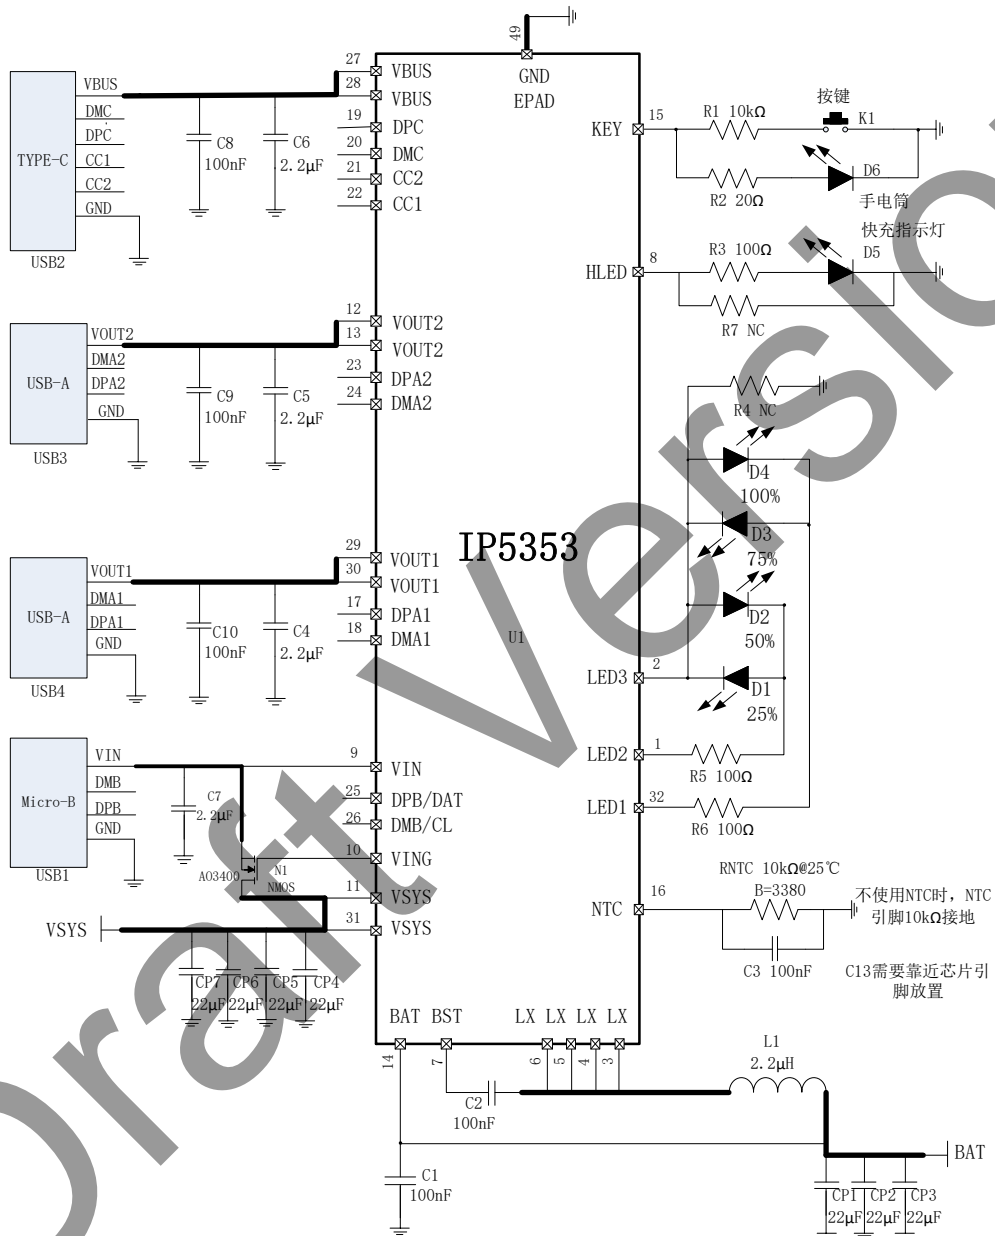 49
GND
EPAD
TYPE-C
VBUS
DMC
DPC
CC1
CC2
GND
USB2
C8
100nF
C6
2.2μF
27
VBUS
28
VBUS
19
DPC
20
DMC
21
CC2
22
CC1
15
KEY
R1 10kΩ
按键
K1
R2 20Ω
D6
手电筒
快充指示灯
8
HLED
R3 100Ω
D5
R7 NC
USB-A
VOUT2
DMA2
DPA2
GND
USB3
C9
100nF
C5
2.2μF
12
VOUT2
13
VOUT2
23
DPA2
24
DMA2
R4 NC
D4
100%
D3
75%
D2
50%
D1
25%
IP5353
U1
USB-A
VOUT1
DMA1
DPA1
GND
USB4
C10
100nF
C4
2.2μF
29
VOUT1
30
VOUT1
17
DPA1
18
DMA1
2
LED3
1
LED2
R5 100Ω
32
LED1
R6 100Ω
Micro-B
VIN
DMB
DPB
GND
USB1
C7
2.2μF
AO3400
N1
NMOS
9
VIN
25
DPB/DAT
26
DMB/CL
10
VING
11
VSYS
31
VSYS
VSYS
CP7
22μF
CP6
22μF
CP5
22μF
CP4
22μF
16
NTC
RNTC 10kΩ@25℃
B=3380
C3 100nF
不使用NTC时，NTC
引脚10kΩ接地
C13需要靠近芯片引
脚放置
BAT BST LX LX LX LX
14
7
6
5
4
3
C2
100nF
L1
2.2μH
C1
100nF
BAT
CP1
22μF
CP2
22μF
CP3
22μF
Draft Versio